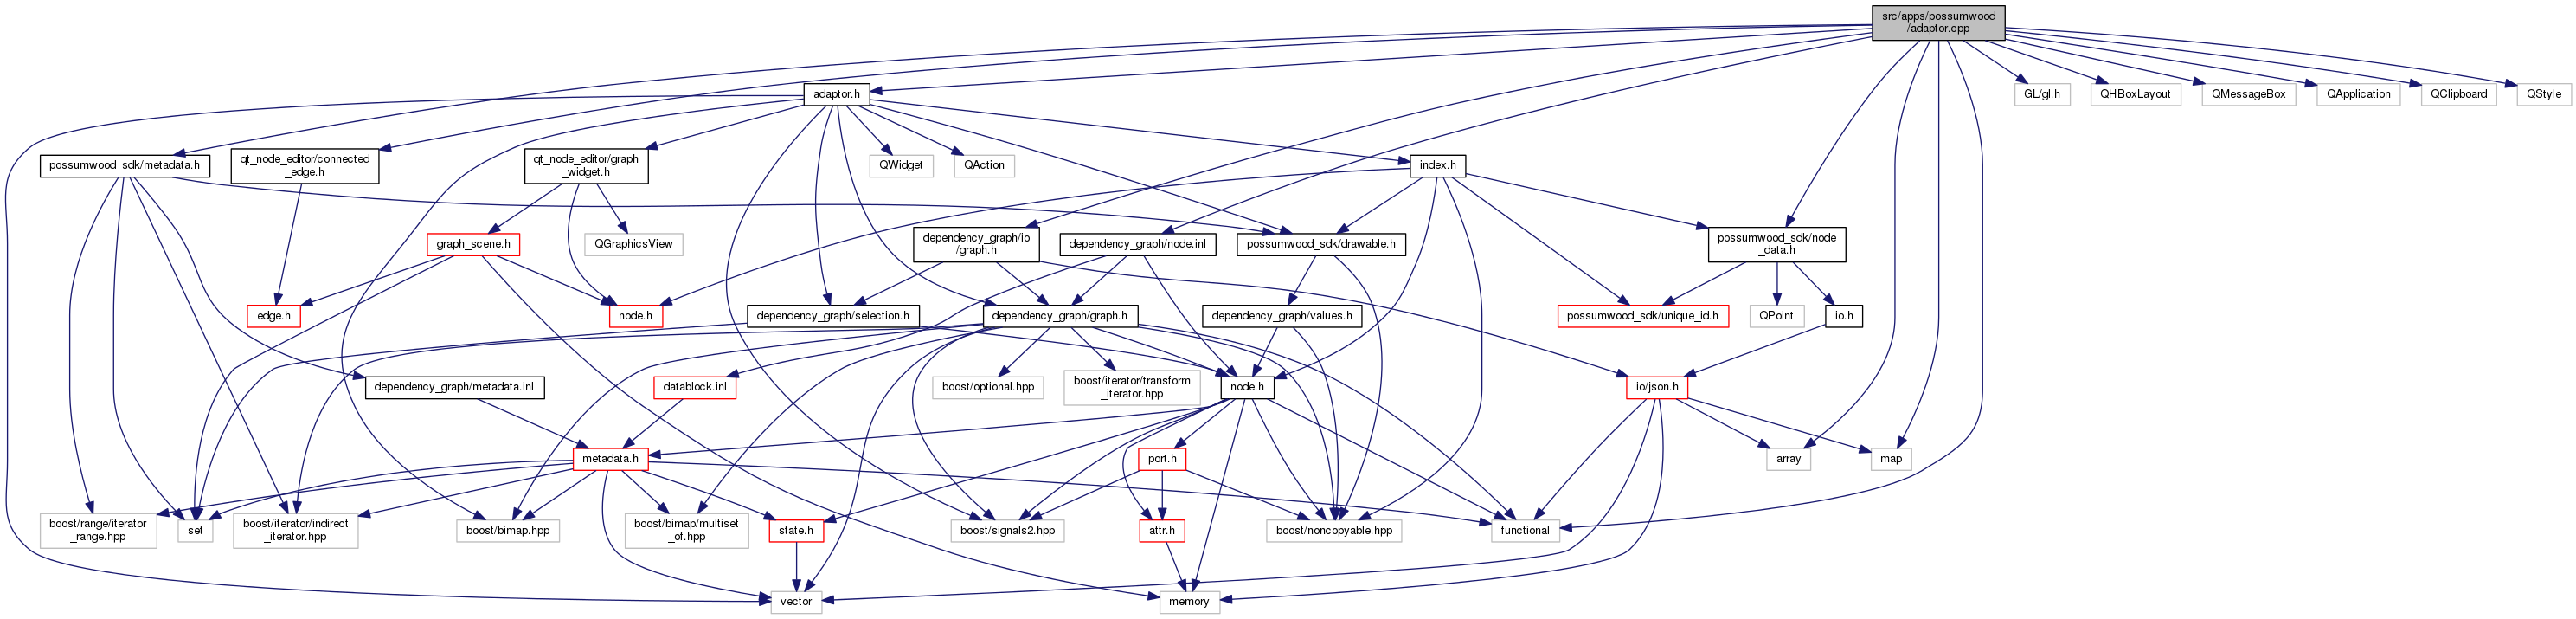 src/apps/possumwood
/adaptor.cpp
adaptor.h
GL/gl.h
QHBoxLayout
QMessageBox
QApplication
QClipboard
QStyle
possumwood_sdk/metadata.h
qt_node_editor/connected
_edge.h
qt_node_editor/graph
_widget.h
QWidget
QAction
index.h
graph_scene.h
QGraphicsView
dependency_graph/io
/graph.h
dependency_graph/node.inl
possumwood_sdk/drawable.h
possumwood_sdk/node
_data.h
edge.h
node.h
dependency_graph/selection.h
dependency_graph/graph.h
dependency_graph/values.h
possumwood_sdk/unique_id.h
QPoint
io.h
dependency_graph/metadata.inl
datablock.inl
boost/optional.hpp
boost/iterator/transform
_iterator.hpp
node.h
io/json.h
metadata.h
port.h
array
map
boost/range/iterator
_range.hpp
set
boost/iterator/indirect
_iterator.hpp
boost/bimap.hpp
boost/bimap/multiset
_of.hpp
state.h
boost/signals2.hpp
attr.h
boost/noncopyable.hpp
functional
vector
memory